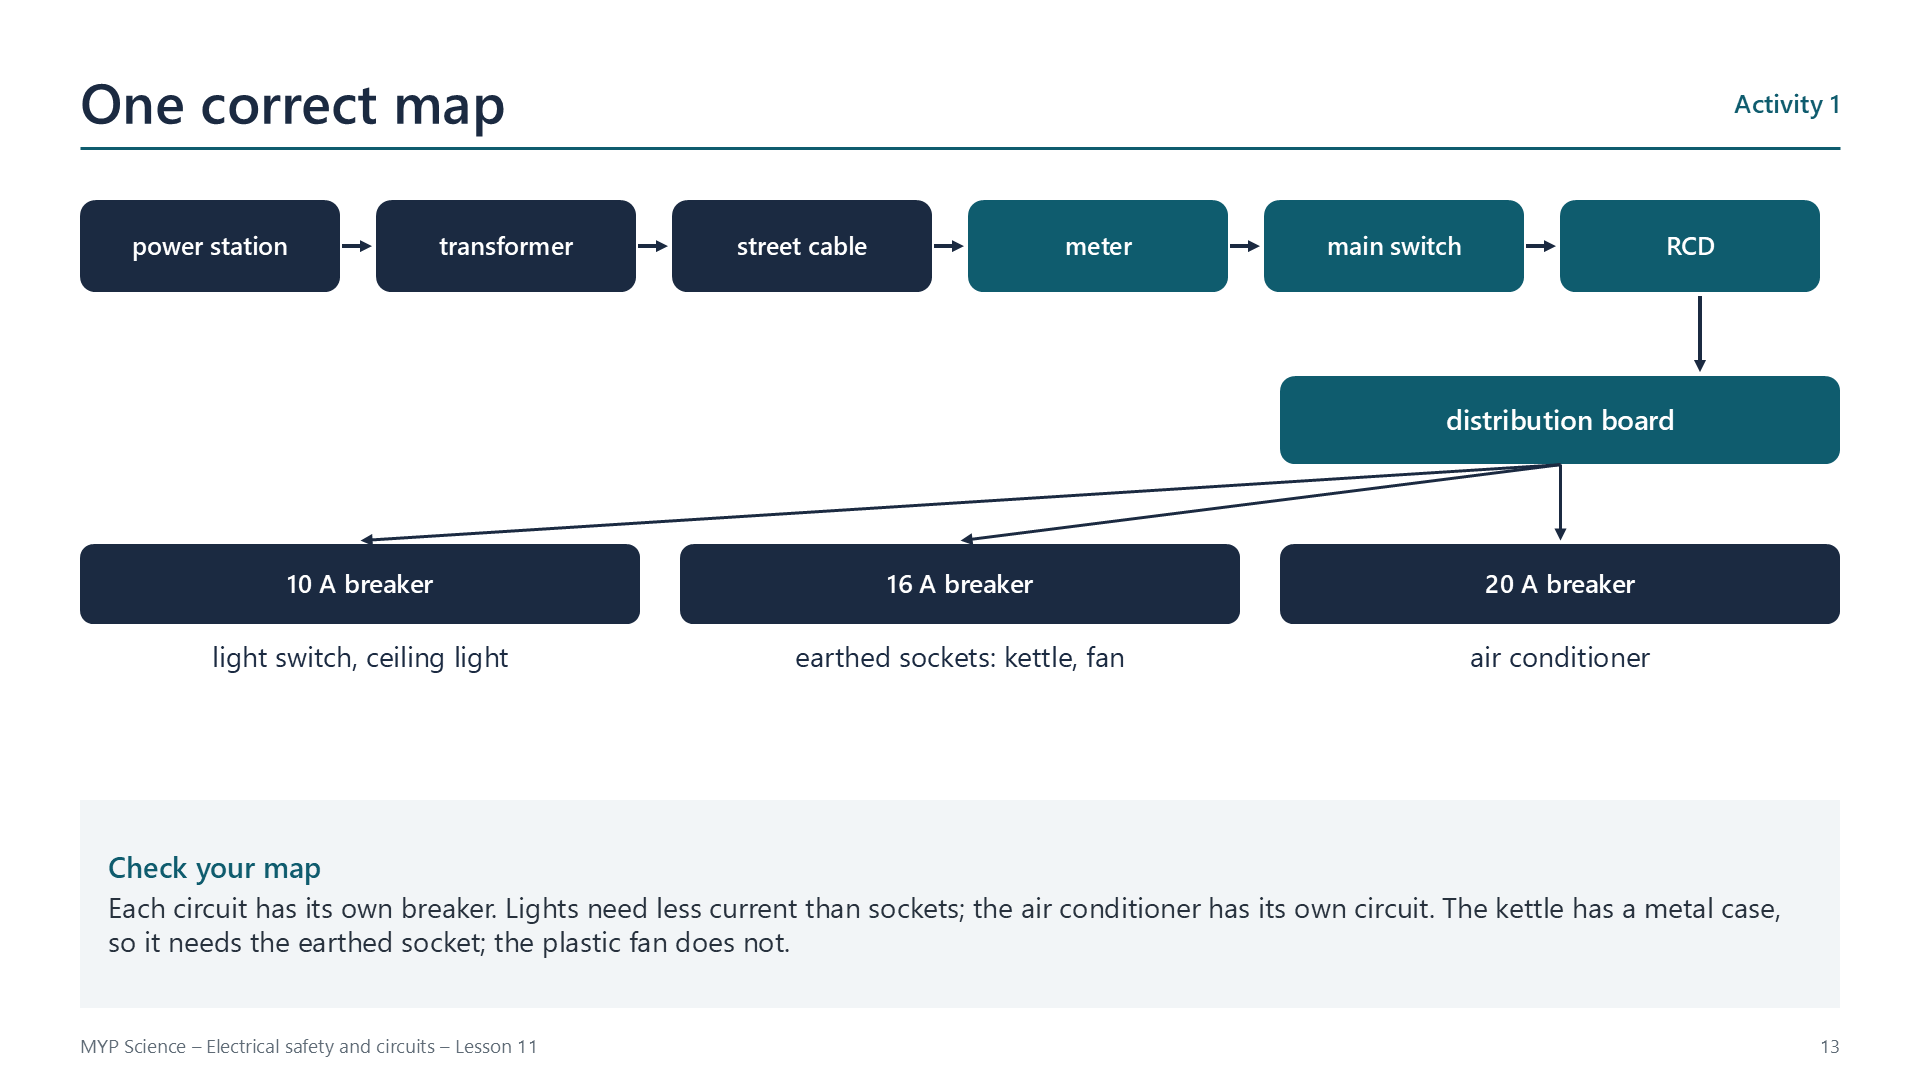 One correct map
Activity 1
power station
transformer
street cable
meter
main switch
RCD
distribution board
10 A breaker
16 A breaker
20 A breaker
light switch, ceiling light
earthed sockets: kettle, fan
air conditioner
Check your map
Each circuit has its own breaker. Lights need less current than sockets; the air conditioner has its own circuit. The kettle has a metal case,
so it needs the earthed socket; the plastic fan does not.
MYP Science – Electrical safety and circuits – Lesson 11
13